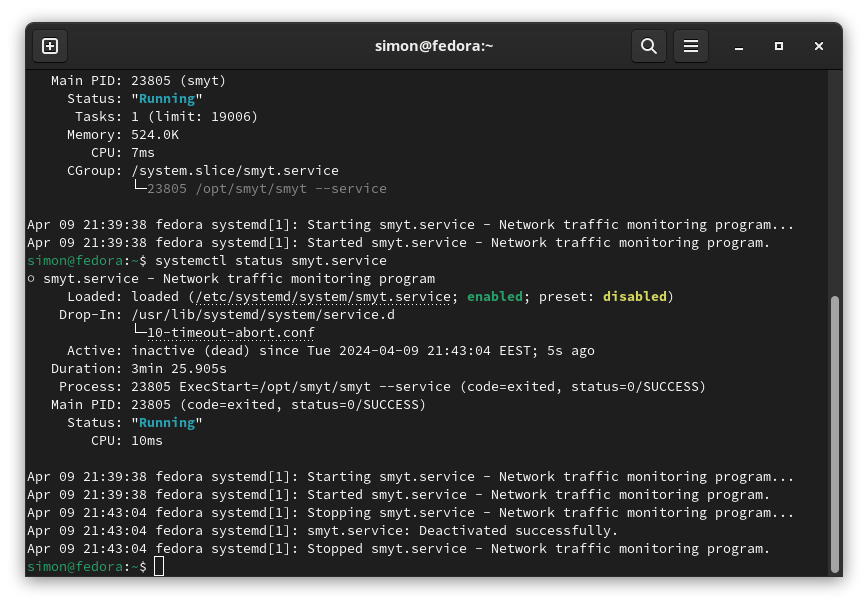 simon@fedora:~
Main PID: 23805 (smyt)
Status: "Running"
Tasks: 1 (limit: 19006)
Memory: 524.0K
CPU: 7ms
CGroup: /system.slice/smyt.service
└─23805 /opt/smyt/smyt --service
Apr 09 21:39:38 fedora systemd[1]: Starting smyt.service - Network traffic monitoring program...
Apr 09 21:39:38 fedora systemd[1]: Started smyt.service - Network traffic monitoring program.
simon@fedora:~$ systemctl status smyt.service
○ smyt.service - Network traffic monitoring program
Loaded: loaded (/etc/systemd/system/smyt.service; enabled; preset: disabled)
Drop-In: /usr/lib/systemd/system/service.d
└─10-timeout-abort.conf
Active: inactive (dead) since Tue 2024-04-09 21:43:04 EEST; 5s ago
Duration: 3min 25.905s
Process: 23805 ExecStart=/opt/smyt/smyt --service (code=exited, status=0/SUCCESS)
Main PID: 23805 (code=exited, status=0/SUCCESS)
Status: "Running"
CPU: 10ms
Apr 09 21:39:38 fedora systemd[1]: Starting smyt.service - Network traffic monitoring program...
Apr 09 21:39:38 fedora systemd[1]: Started smyt.service - Network traffic monitoring program.
Apr 09 21:43:04 fedora systemd[1]: Stopping smyt.service - Network traffic monitoring program...
Apr 09 21:43:04 fedora systemd[1]: smyt.service: Deactivated successfully.
Apr 09 21:43:04 fedora systemd[1]: Stopped smyt.service - Network traffic monitoring program.
simon@fedora:~$